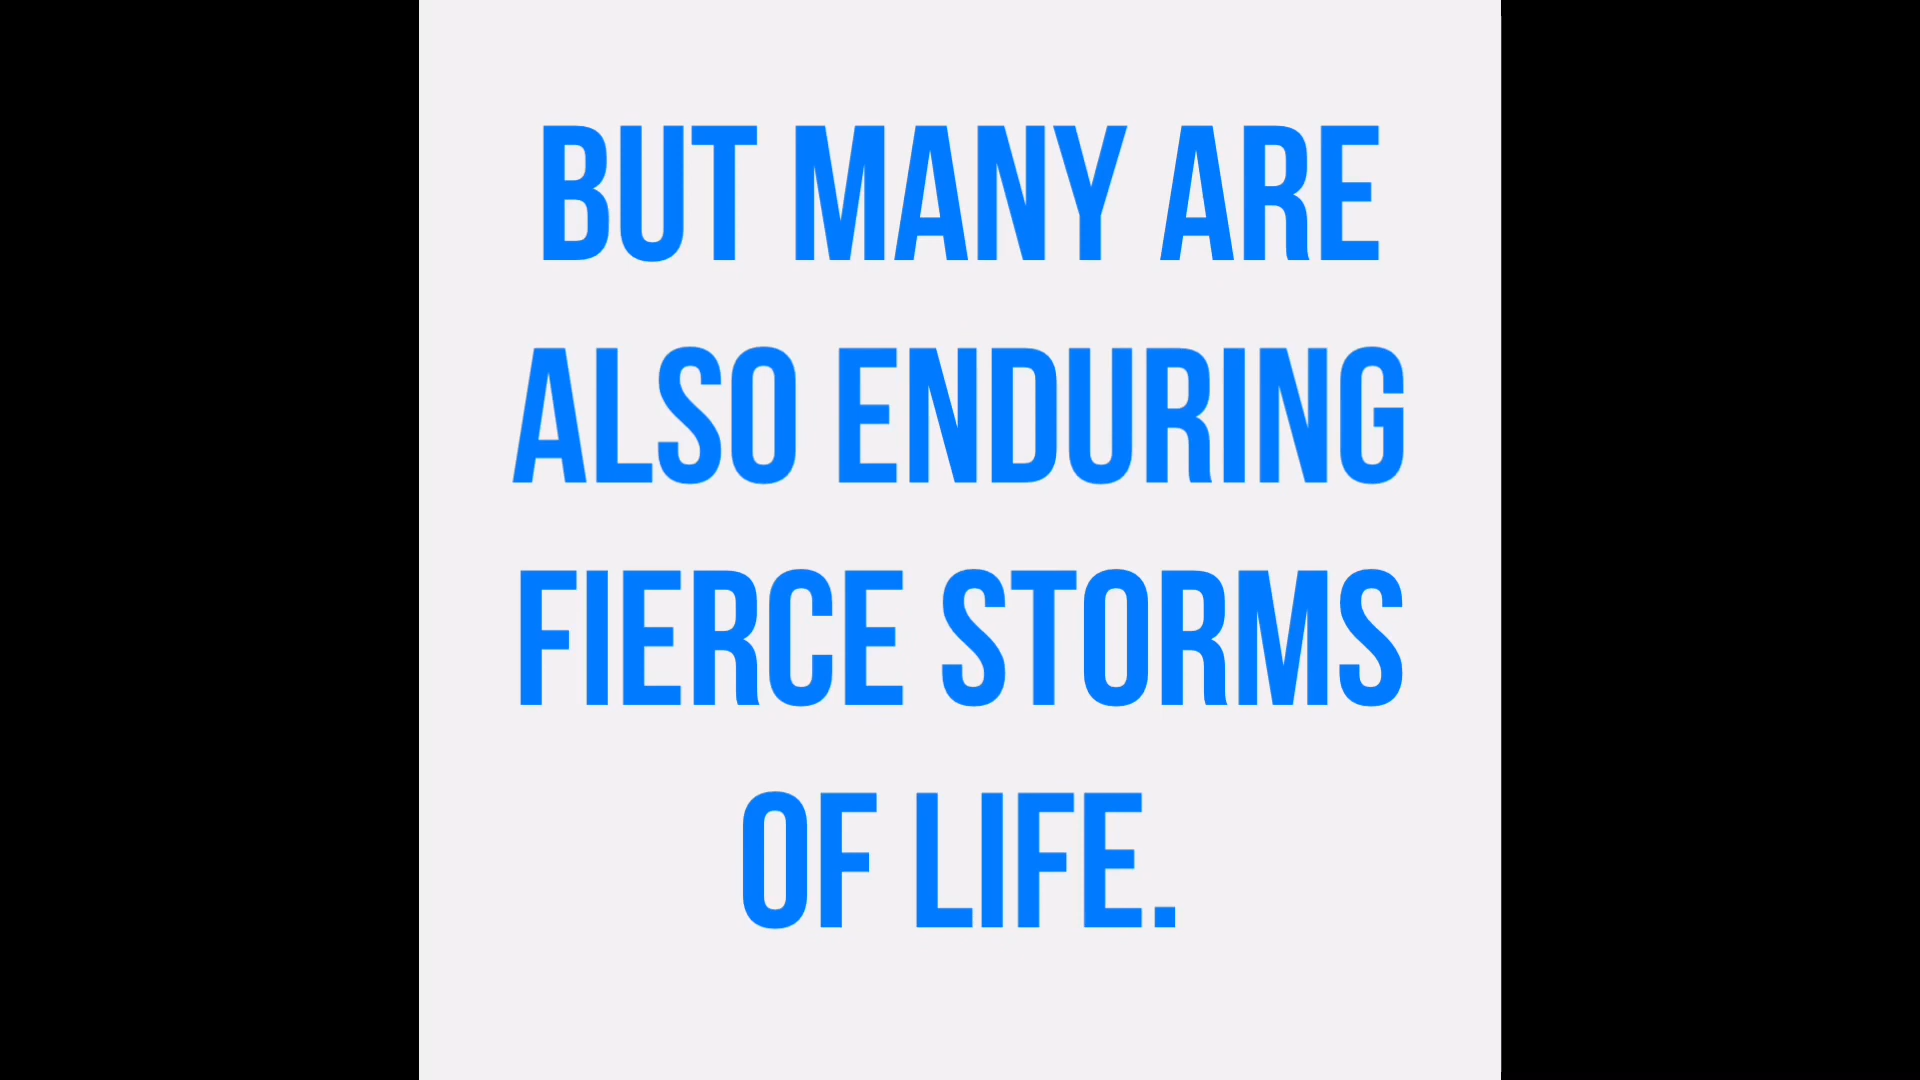 BUT MANY ARE
ALSO ENDURING
FIERCE STORMS
OF LIFE.